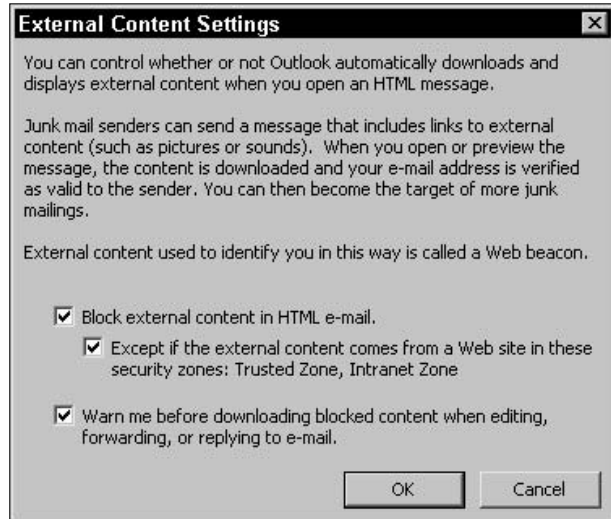 External Content Settings
You can control whether or not Outlook automatically downloads and
displays external content when you open an HTML message.
Junk mail senders can send a message that includes links to external
content (such as pictures or sounds).  When you open or preview the
message, the content is downloaded and your e-mail address is verified
as valid to the sender. You can then become the target of more junk
mailings.
External content used to identify you in this way is called a Web beacon.
Block external content in HTML e-mail.
Except if the external content comes from a Web site in these
security zones: Trusted Zone, Intranet Zone
Warn me before downloading blocked content when editing,
forwarding, or replying to e-mail.
OK
Cancel